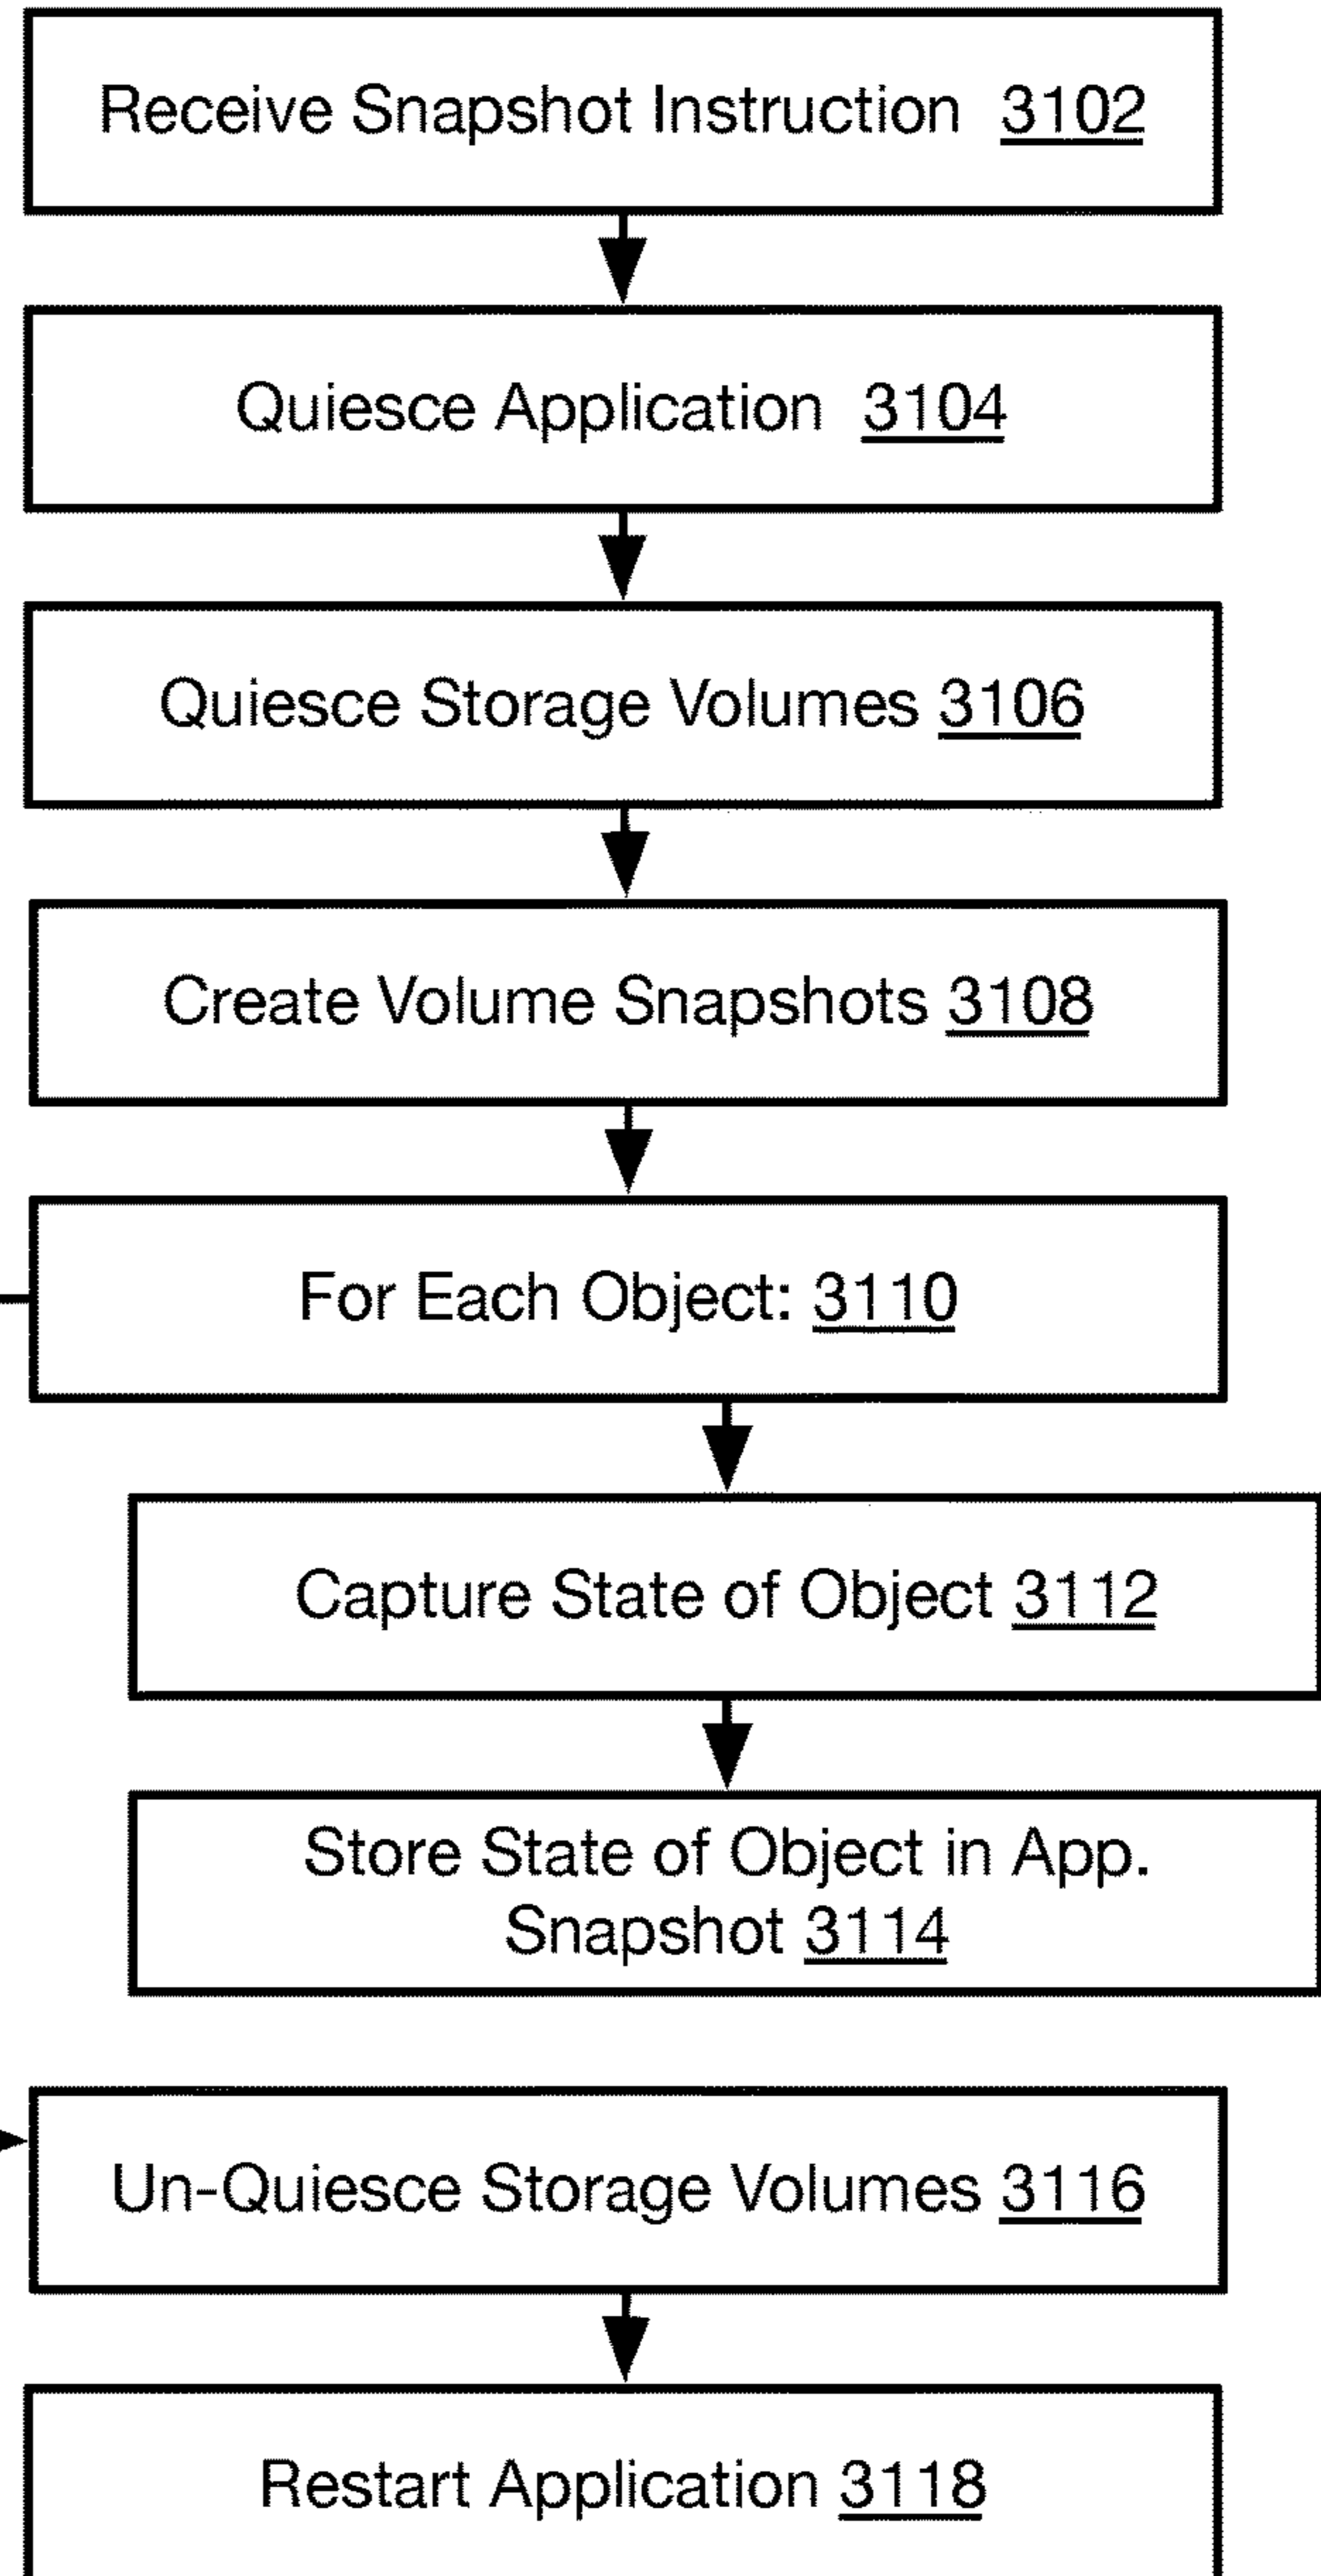 Receive Snapshot Instruction 3102
Quiesce Application 3104
Quiesce Storage Volumes 3106
Create Volume Snapshots 3108
For Each Object: 3110
Capture State of Object 3112
Store State of Object in App.
Snapshot 3114
Un-Quiesce Storage Volumes 3116
Restart Application 3118